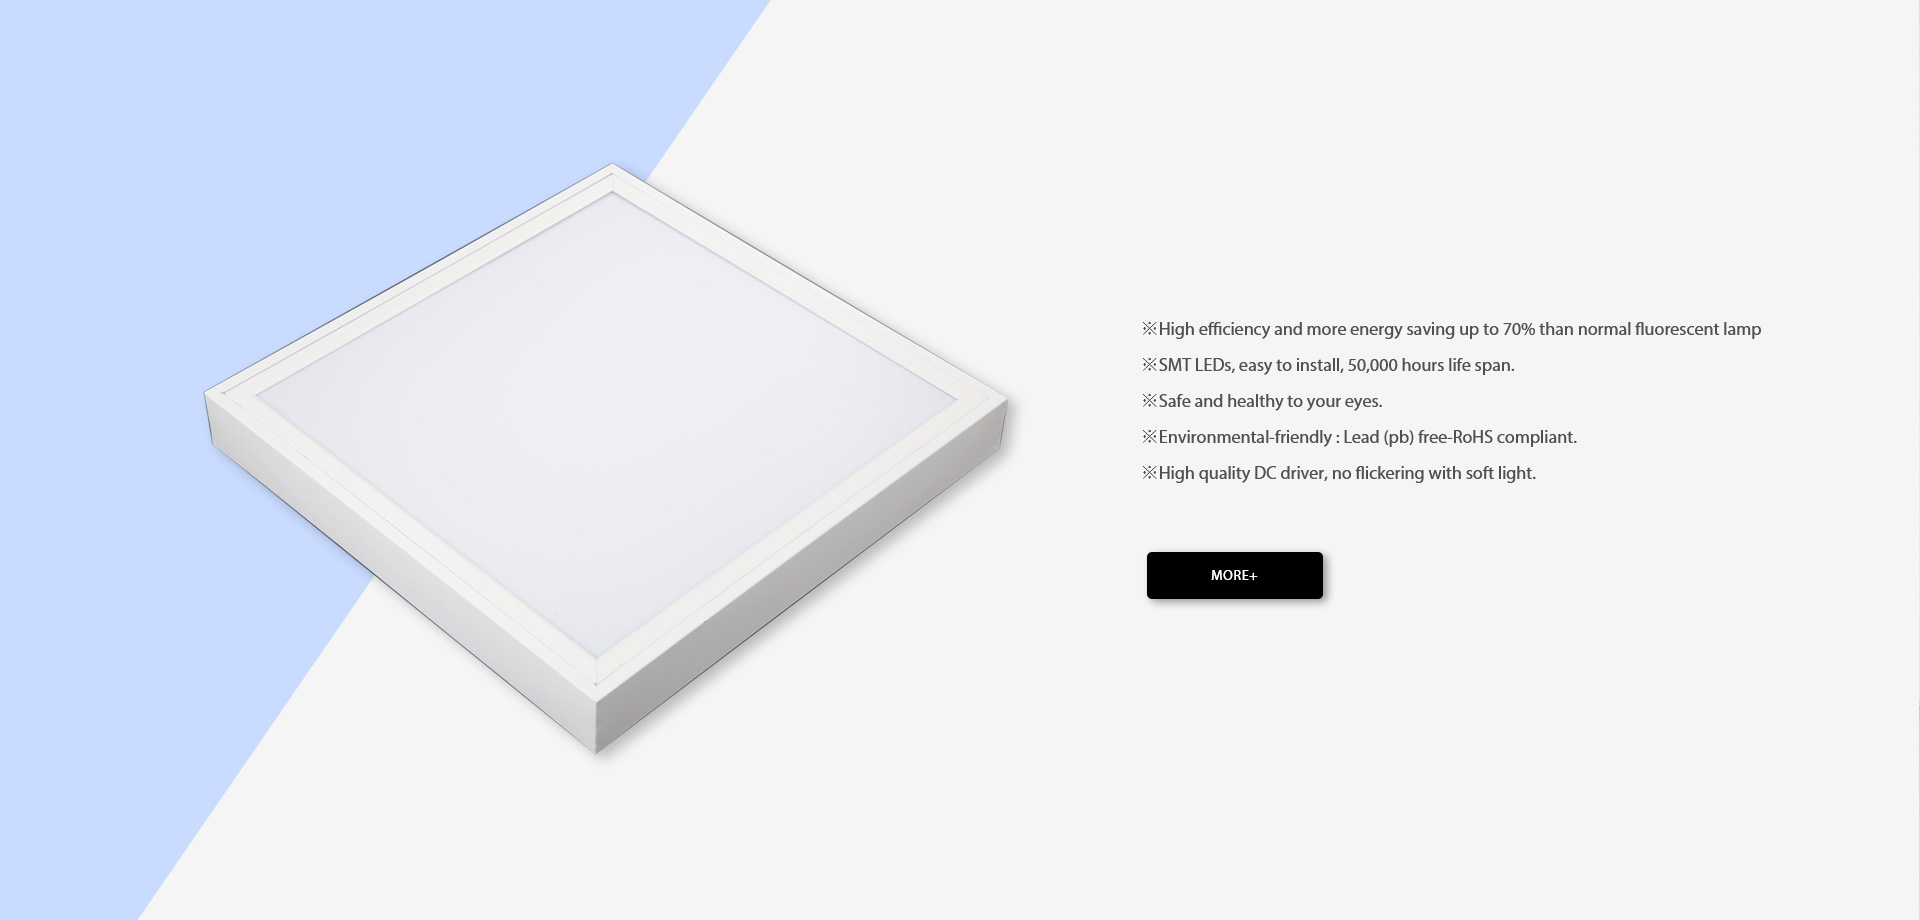 ※High efficiency and more energy saving up to 70% than normal fluorescent lamp
※SMT LEDs, easy to install, 50,000 hours life span.
※Safe and healthy to your eyes.
※Environmental-friendly : Lead (pb) free-RoHS compliant.
※High quality DC driver, no flickering with soft light.
MORE+